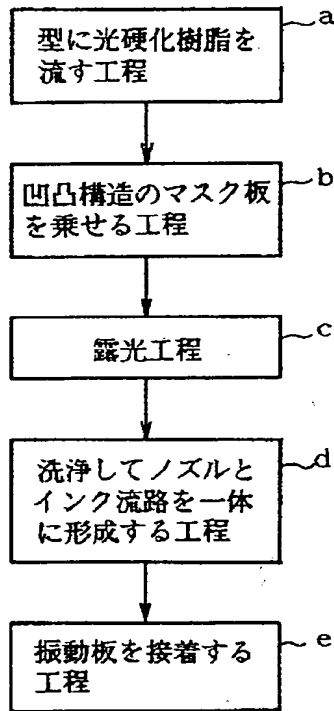 型に光硬化樹脂を
流す工程
a
凹凸構造のマスク板
を乗せる工程
b
露光工程
c
洗浄してノズルと
インク流路を一体
に形成する工程
d
振動板を接着する
工程
e